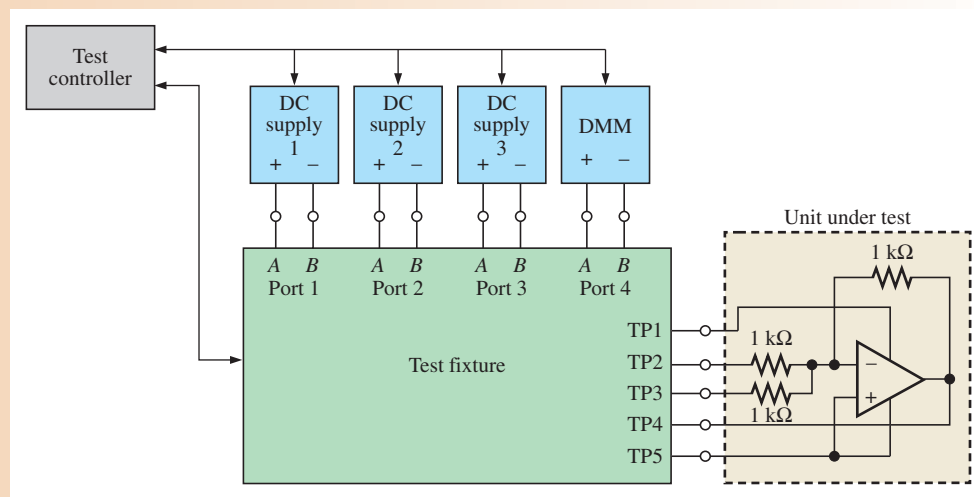 Test
controller
DC
supply
1
+ −
DC
supply
2
+ −
DC
supply
3
+ −
DMM
+ −
A B
Port 1
A B
Port 2
A B
Port 3
A B
Port 4
Test fixture
TP1
TP2
TP3
TP4
TP5
Unit under test
1 kΩ
1 kΩ
1 kΩ
−
+